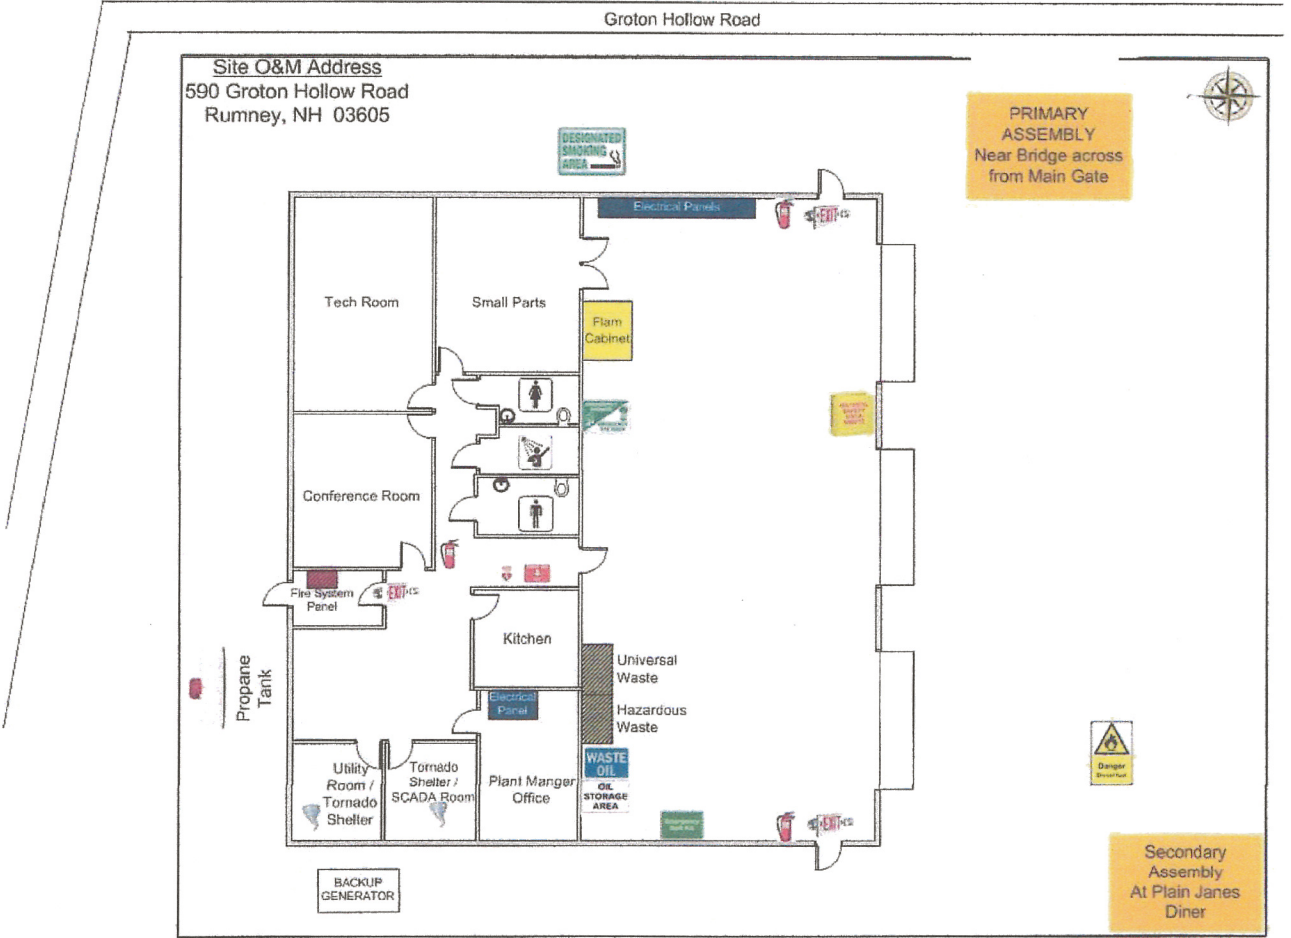 Groton Hollow Road
Site O&M Address
590 Groton Hollow Road
Rumney, NH 03605
PRIMARY
ASSEMBLY
Near Bridge across
from Main Gate
DESIGNATED
SMOKING
AREA
Electrical Panels
EXIT
Tech Room
Small Parts
Flam
Cabinet
Conference Room
Fire System
Panel
EXIT
Kitchen
Universal
Waste
Propane
Tank
Electrical
Panel
Hazardous
Waste
WASTE
OIL
OIL
STORAGE
AREA
Utility
Room /
Tornado
Shelter
Tornado
Shelter /
SCADA Room
Plant Manger
Office
Danger
EXIT
BACKUP
GENERATOR
Secondary
Assembly
At Plain Janes
Diner